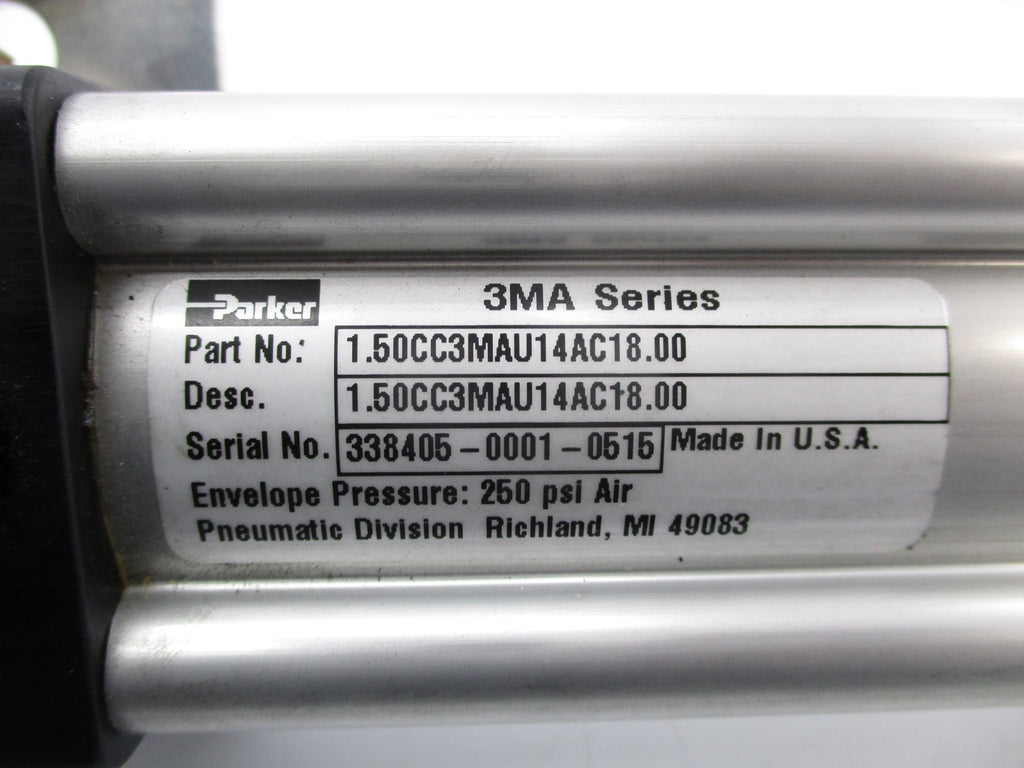 Parker 3MA Series
Part No.: 1.50CC3MAU14AC18.00
Desc. 1.50CC3MAU14AC18.00
Serial No. 338405-0001-0515 Made In U.S.A.
Envelope Pressure: 250 psi Air
Pneumatic Division Richland, MI 49083